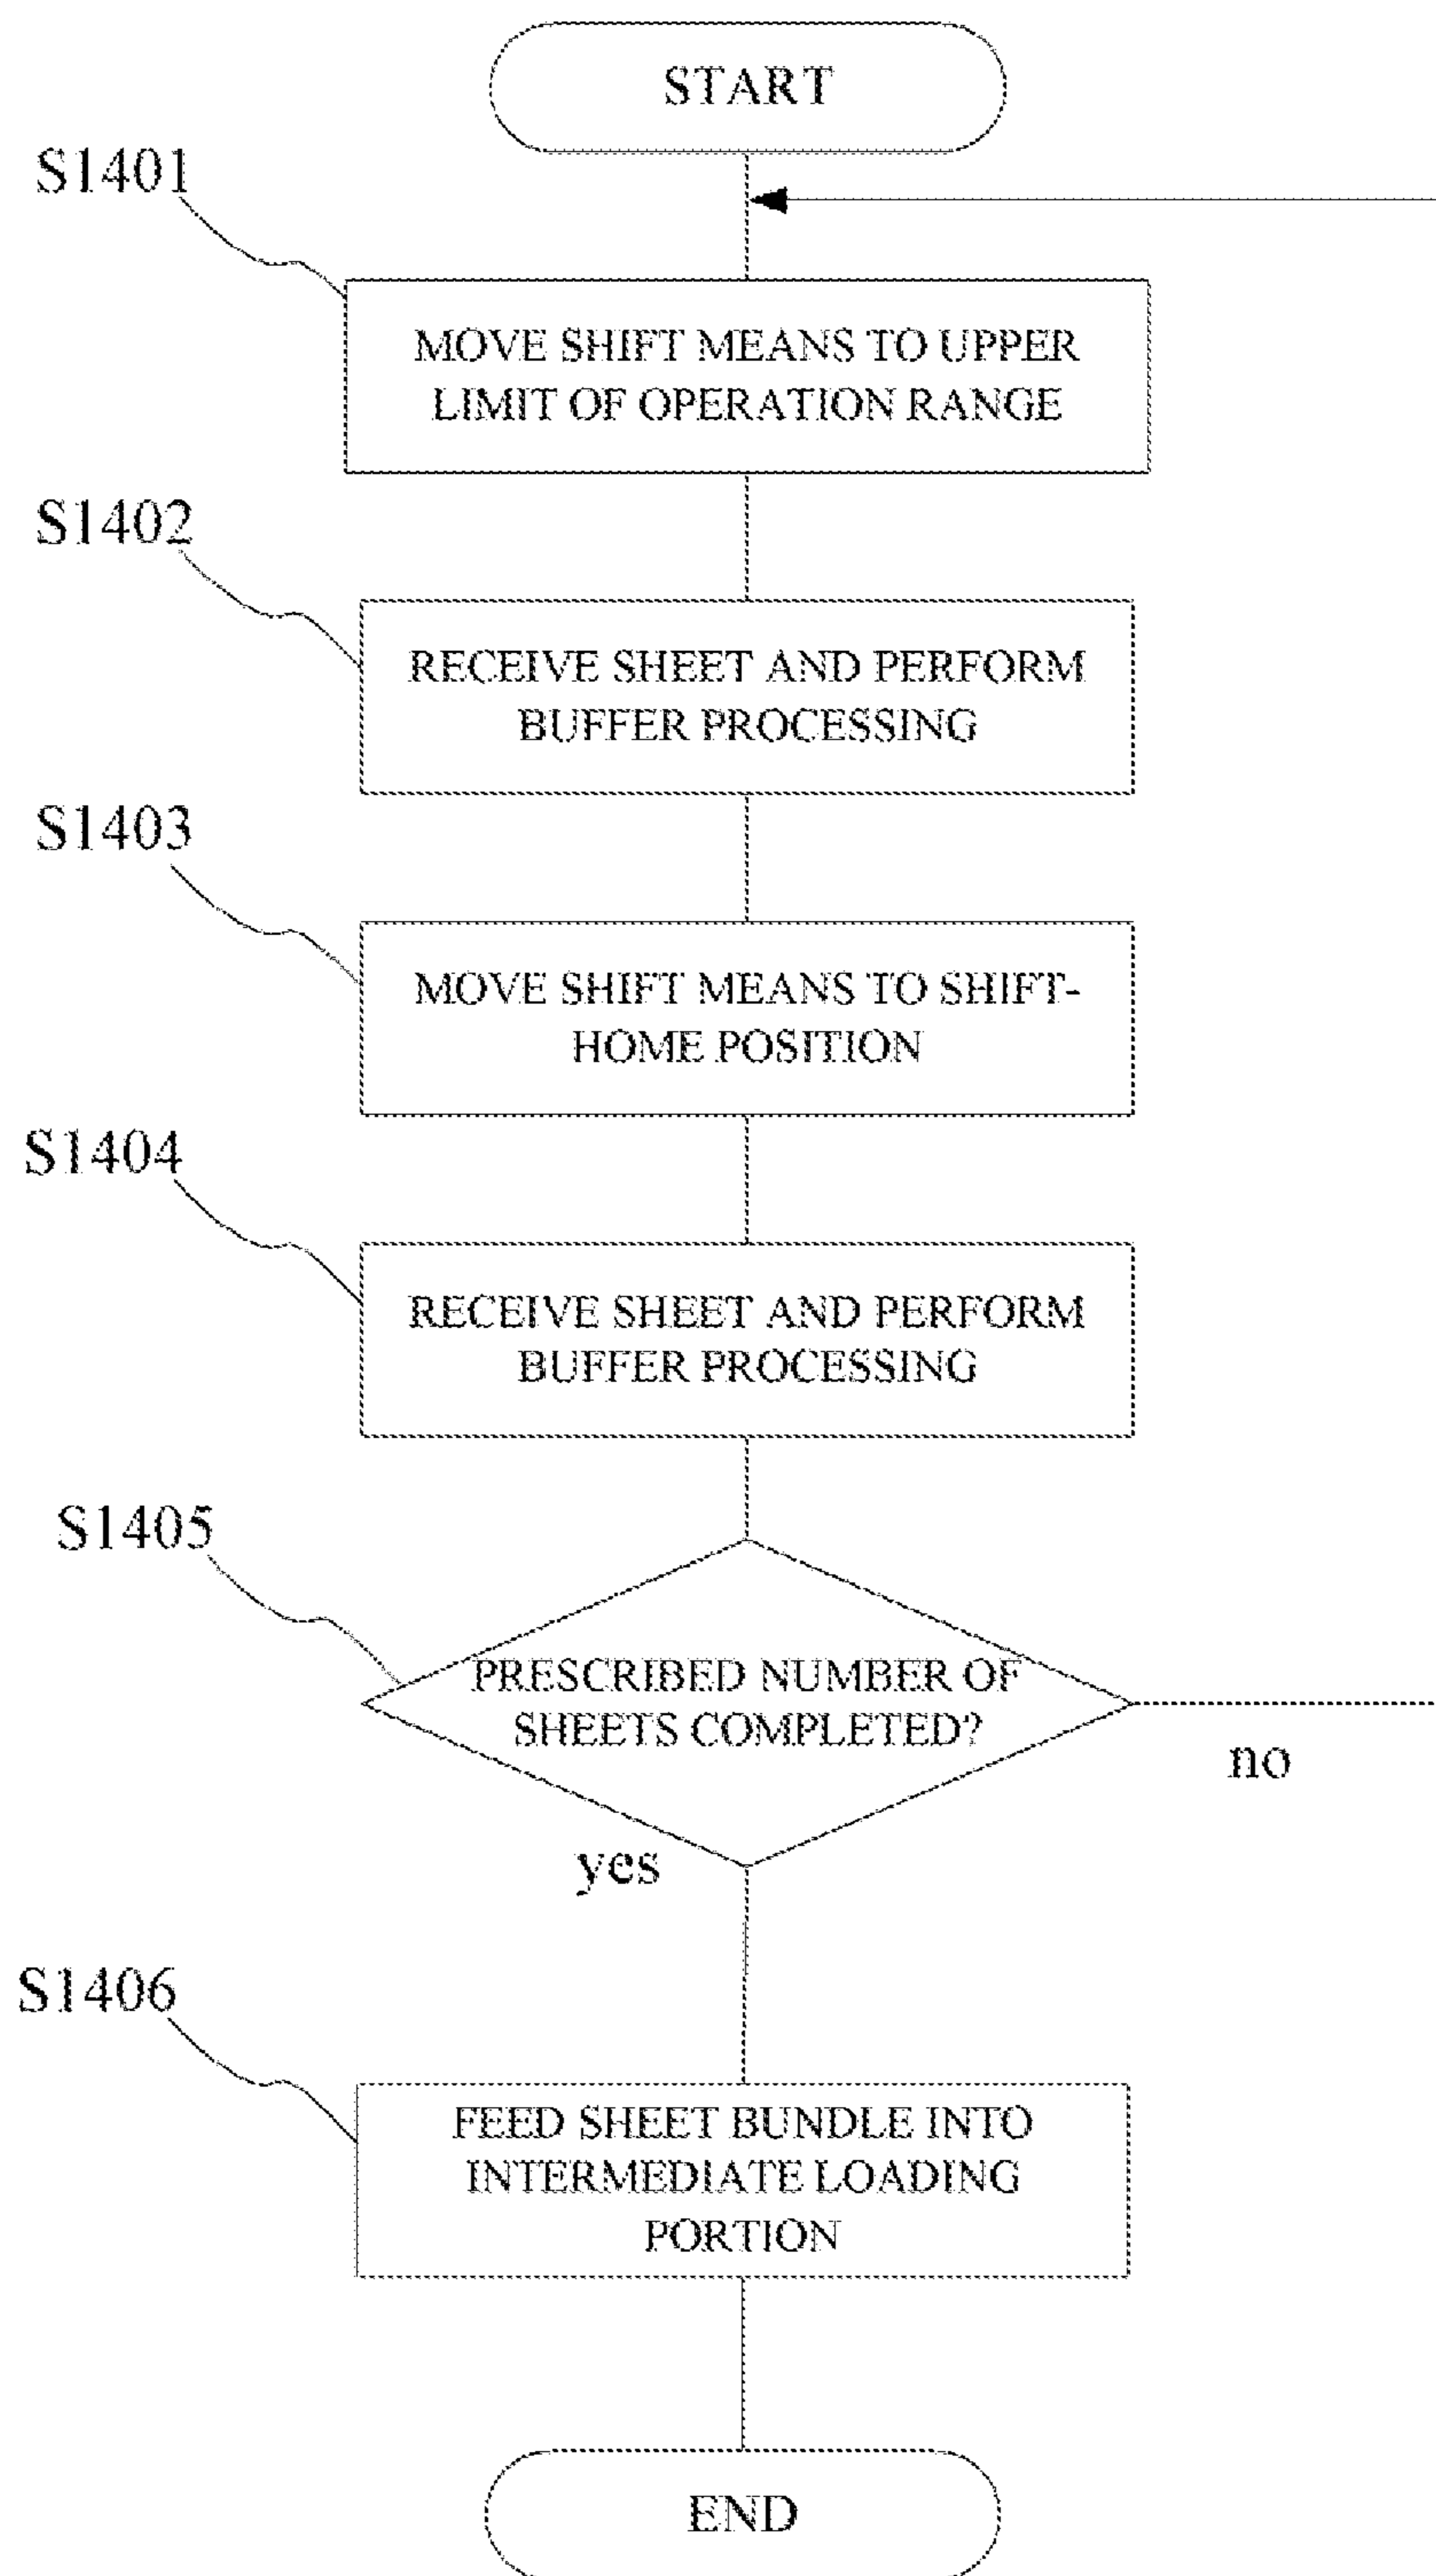 START
S1401
MOVE SHIFT MEANS TO UPPER
LIMIT OF OPERATION RANGE
S1402
RECEIVE SHEET AND PERFORM
BUFFER PROCESSING
S1403
MOVE SHIFT MEANS TO SHIFT-
HOME POSITION
S1404
RECEIVE SHEET AND PERFORM
BUFFER PROCESSING
S1405
PRESCRIBED NUMBER OF
SHEETS COMPLETED?
no
yes
S1406
FEED SHEET BUNDLE INTO
INTERMEDIATE LOADING
PORTION
END